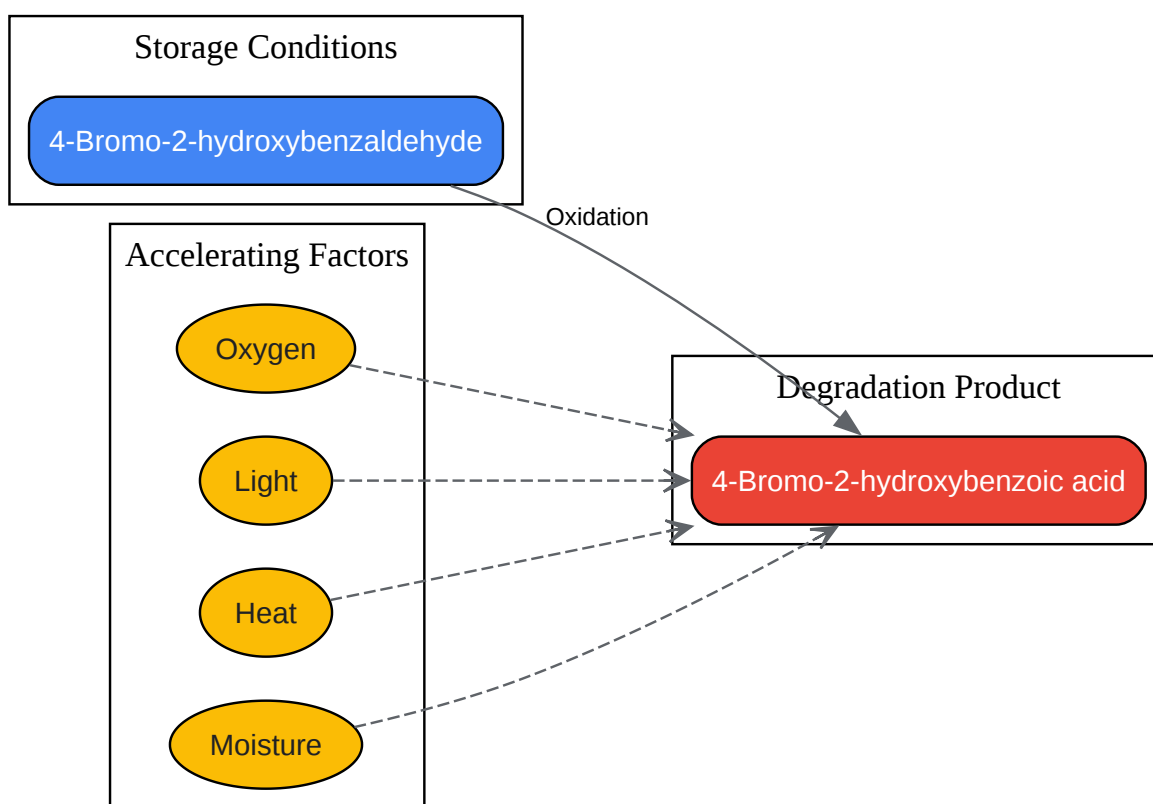 Storage Conditions
4-Bromo-2-hydroxybenzaldehyde
Oxidation
Accelerating Factors
Oxygen
Light
Heat
Moisture
Degradation Product
4-Bromo-2-hydroxybenzoic acid